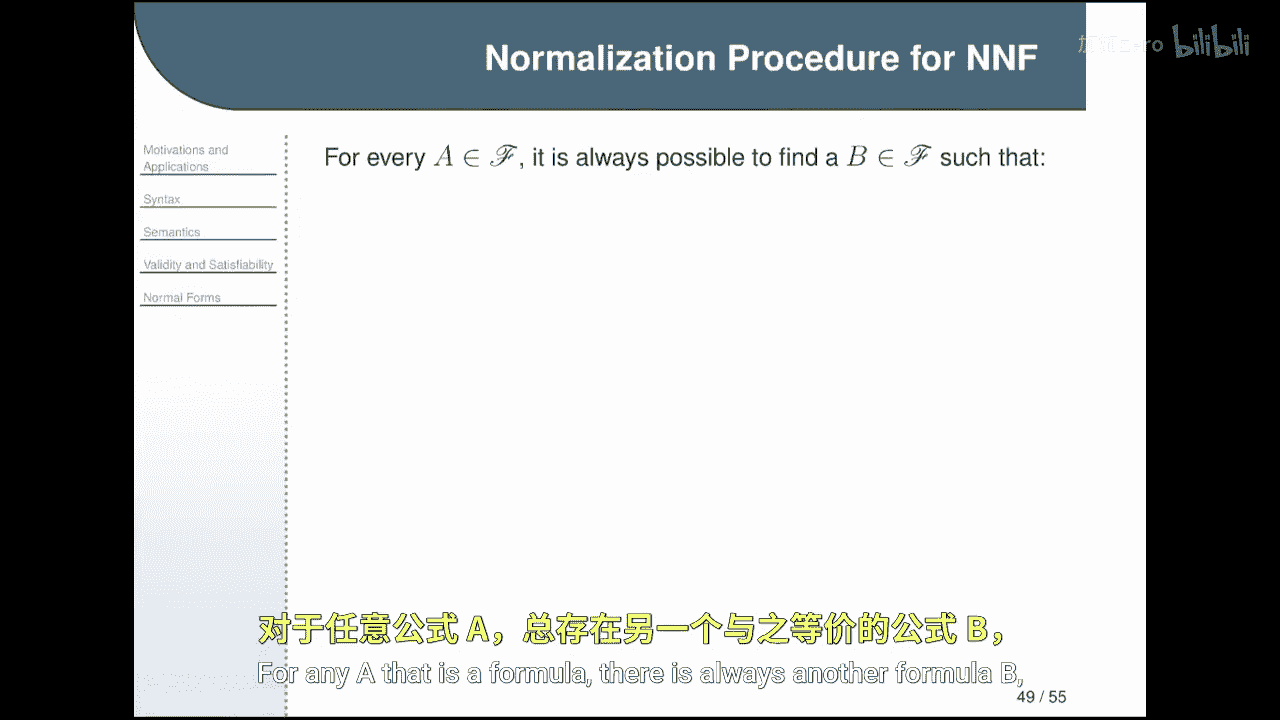 Normalization Procedure for NNF
bilibili
Motivations and
Applications
Syntax
Semantics
Validity and Satisfiability
Normal Forms
For every A ∈ ℱ, it is always possible to find a B ∈ ℱ such that:
对于任意公式 A，总存在另一个与之等价的公式 B，
For any A that is a formula, there is always another formula B,
49 / 55